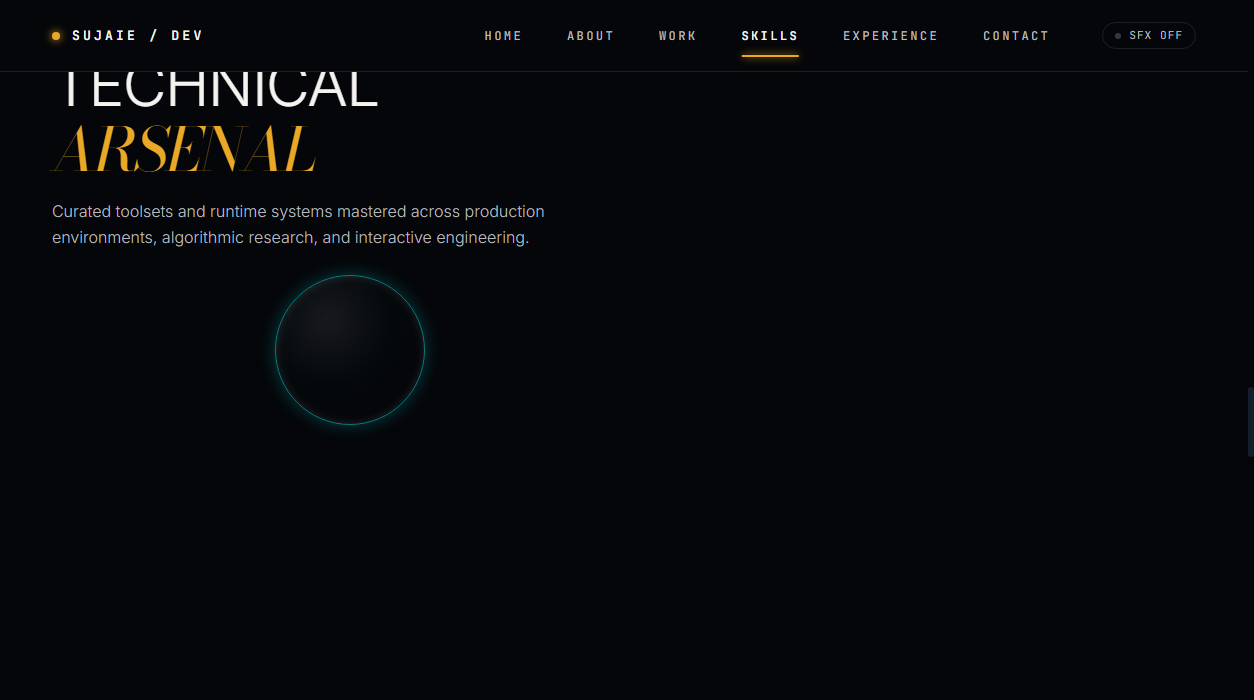 SUJAIE / DEV
HOME ABOUT WORK SKILLS EXPERIENCE CONTACT SFX OFF
TECHNICAL
ARSENAL
Curated toolsets and runtime systems mastered across production
environments, algorithmic research, and interactive engineering.